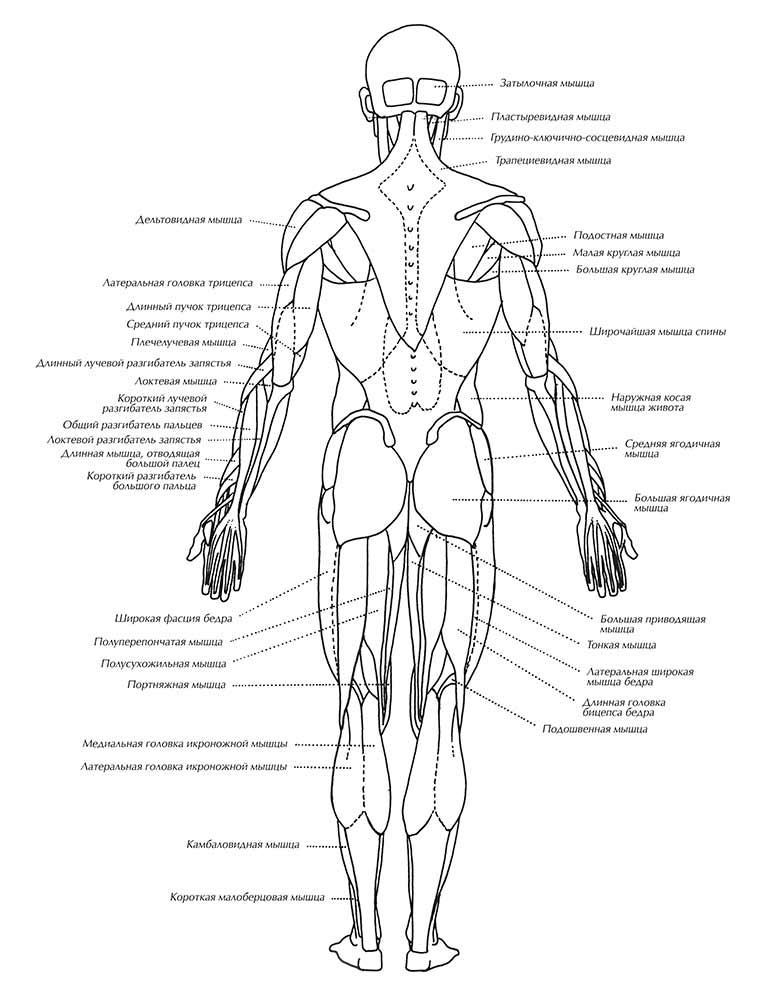 Затылочная мышца
Пластыревидная мышца
Грудино-ключично-сосцевидная мышца
Трапециевидная мышца
Дельтовидная мышца
Подостная мышца
Малая круглая мышца
Большая круглая мышца
Латеральная головка трицепса
Длинный пучок трицепса
Средний пучок трицепса
Плечелучевая мышца
Широчайшая мышца спины
Длинный лучевой разгибатель запястья
Локтевая мышца
Короткий лучевой
разгибатель запястья
Наружная косая
мышца живота
Общий разгибатель пальцев
Локтевой разгибатель запястья
Длинная мышца, отводящая
большой палец
Короткий разгибатель
большого пальца
Средняя ягодичная
мышца
Большая ягодичная
мышца
Широкая фасция бедра
Полуперепончатая мышца
Полусухожильная мышца
Портняжная мышца
Большая приводящая
мышца
Тонкая мышца
Латеральная широкая
мышца бедра
Длинная головка
бицепса бедра
Подошвенная мышца
Медиальная головка икроножной мышцы
Латеральная головка икроножной мышцы
Камбаловидная мышца
Короткая малоберцовая мышца